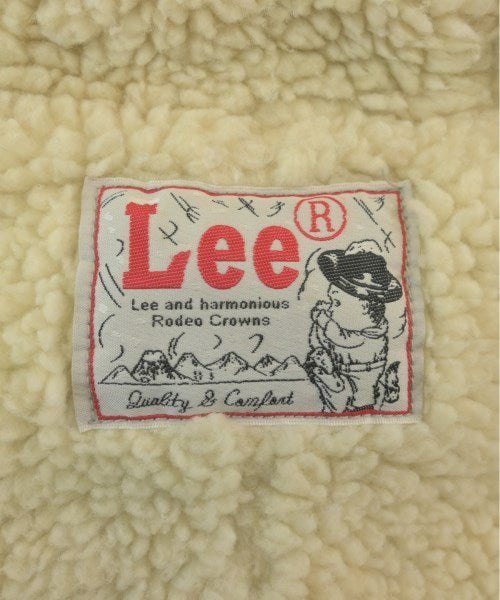 Lee®
Lee and harmonious
Rodeo Crowns
Quality & Comfort